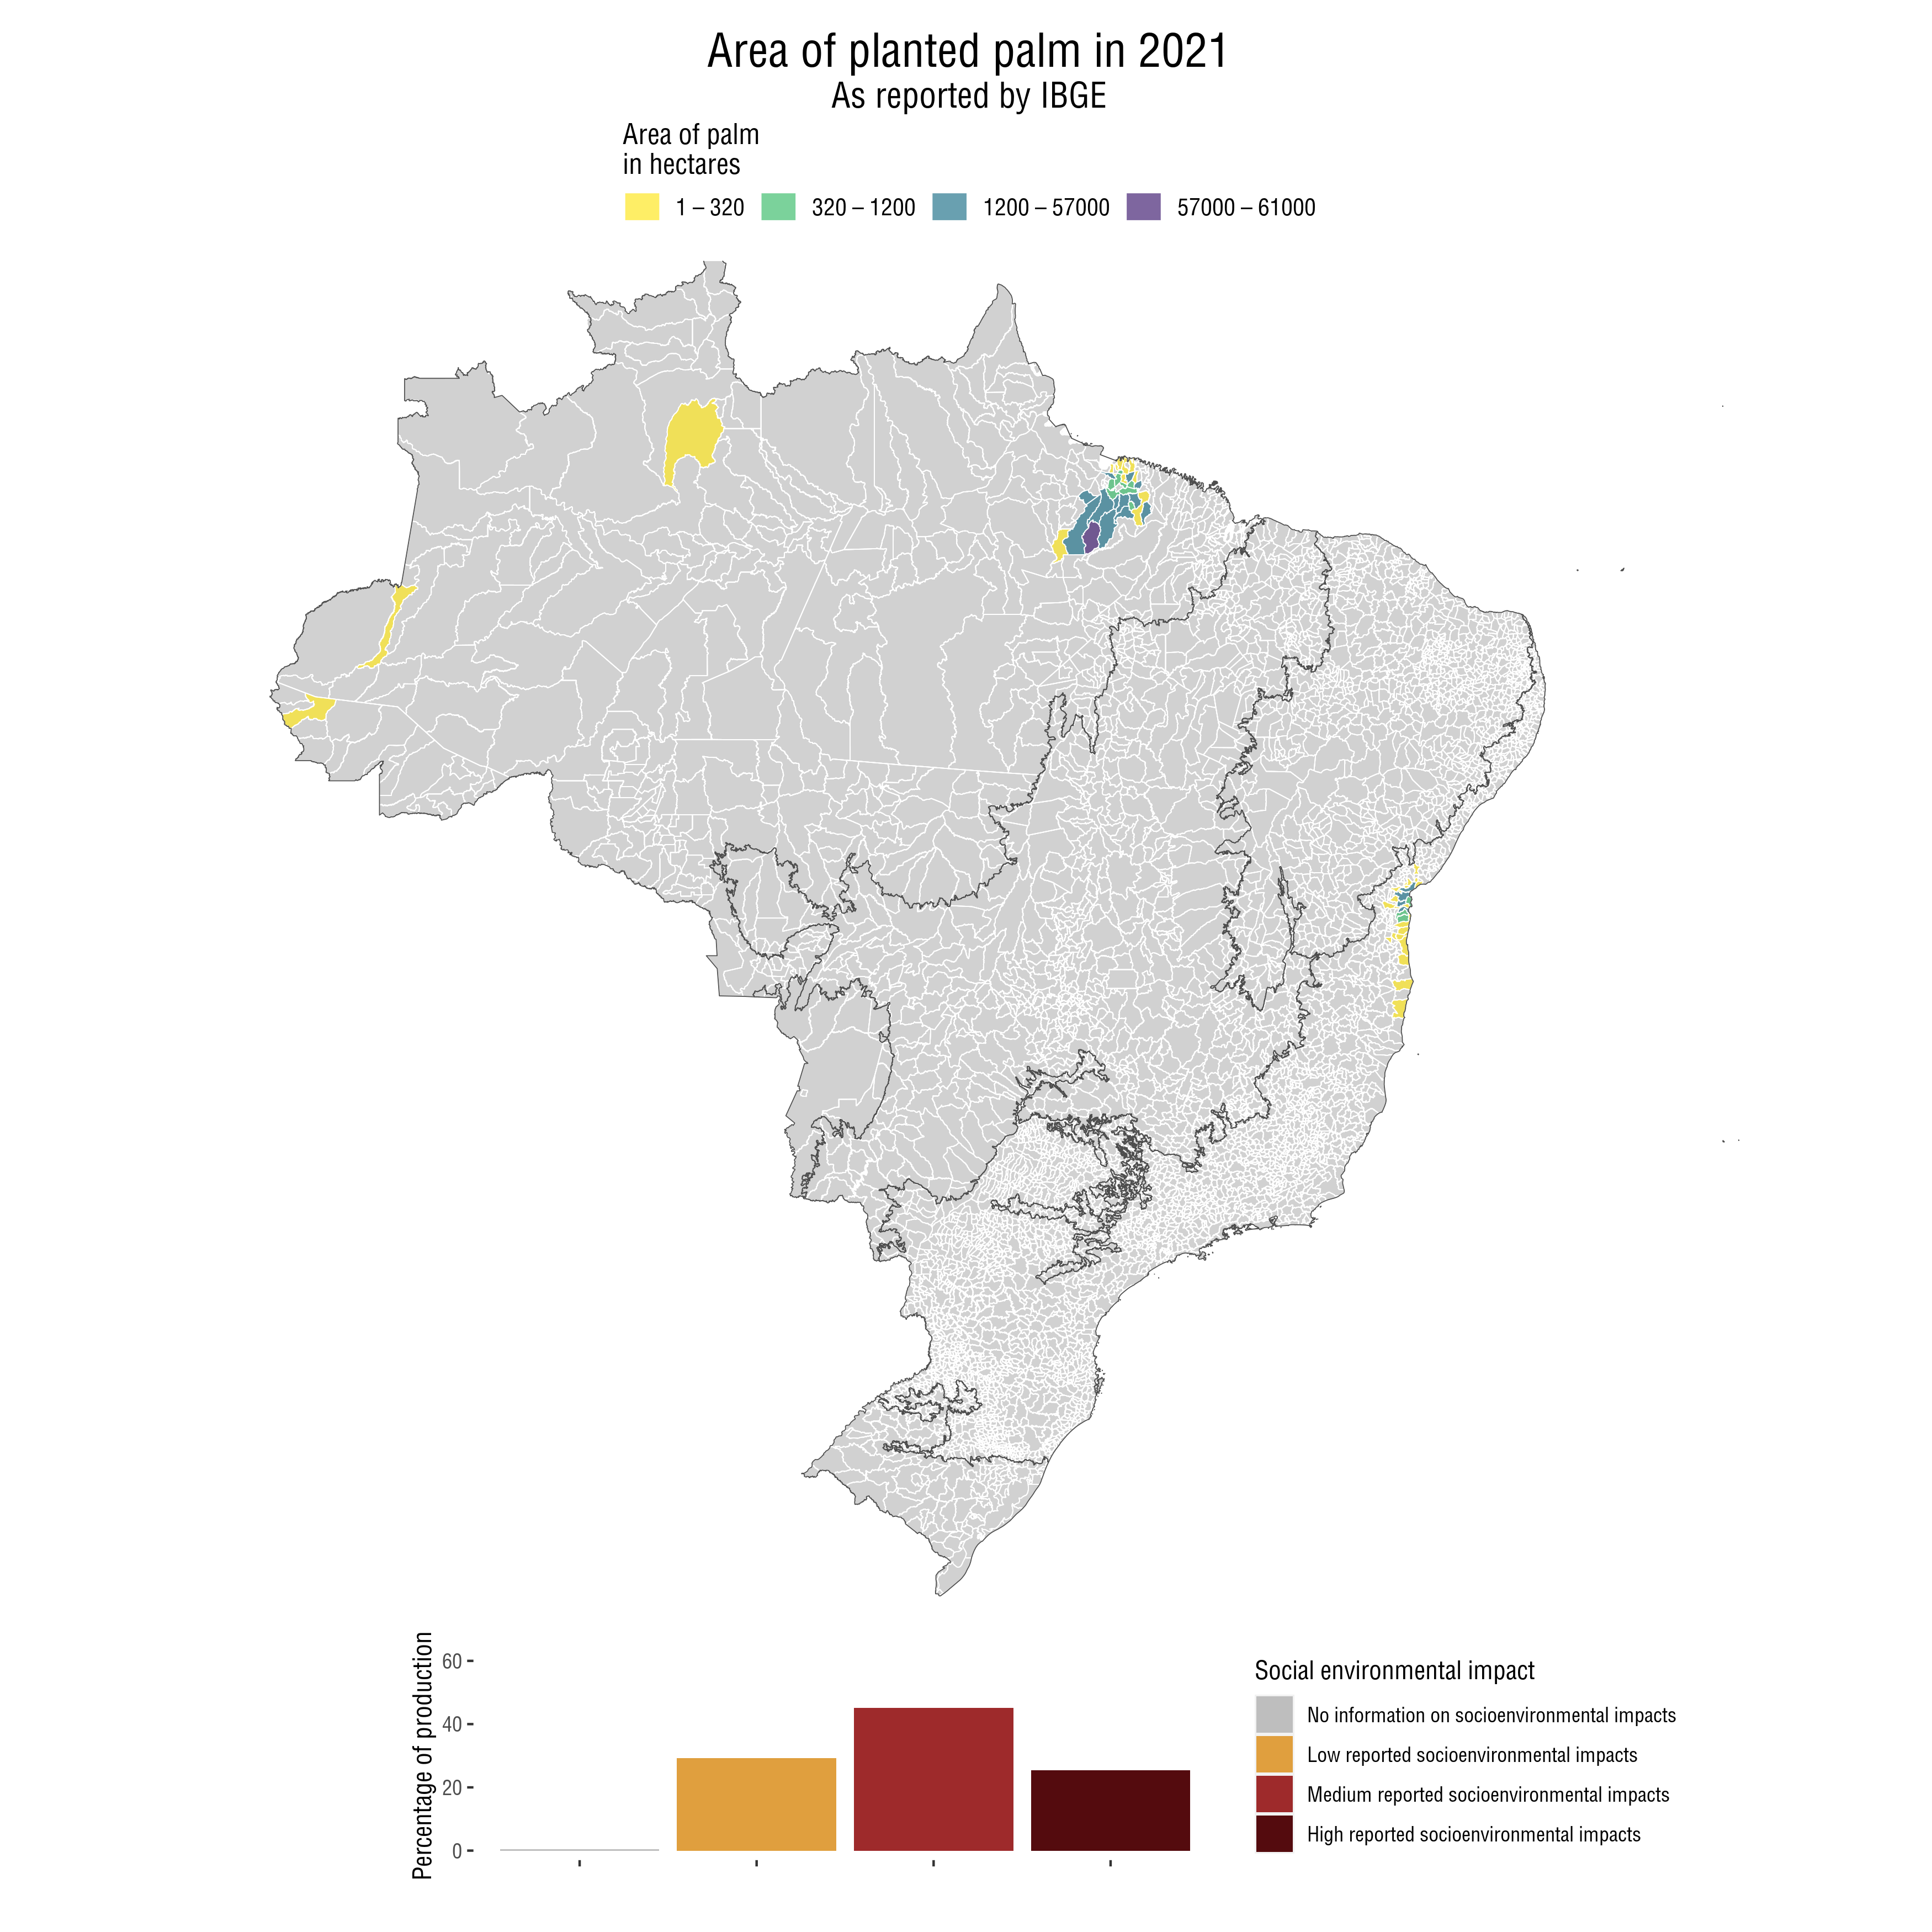 Area of planted palm in 2021
As reported by IBGE
Area of palm
in hectares
1 – 320
320 – 1200
1200 – 57000
57000 – 61000
Percentage of production
60
40
20
0
Social environmental impact
No information on socioenvironmental impacts
Low reported socioenvironmental impacts
Medium reported socioenvironmental impacts
High reported socioenvironmental impacts